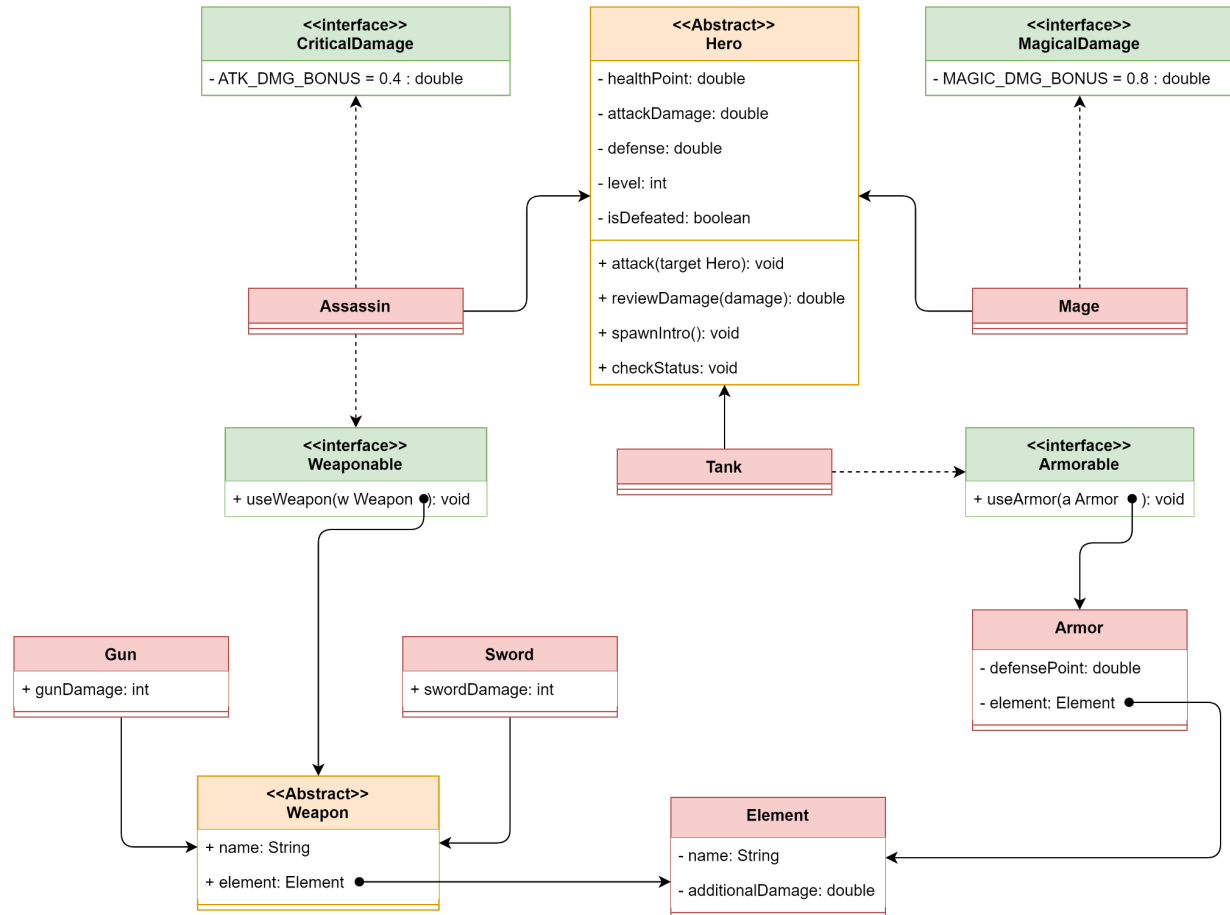 <<interface>>
CriticalDamage
- ATK_DMG_BONUS = 0.4 : double
<<Abstract>>
Hero
- healthPoint: double
- attackDamage: double
- defense: double
- level: int
- isDefeated: boolean
+ attack(target Hero): void
+ reviewDamage(damage): double
+ spawnIntro(): void
+ checkStatus: void
<<interface>>
MagicalDamage
- MAGIC_DMG_BONUS = 0.8 : double
Assassin
Mage
<<interface>>
Weaponable
+ useWeapon(w Weapon ): void
Tank
<<interface>>
Armorable
+ useArmor(a Armor ): void
Gun
+ gunDamage: int
Sword
+ swordDamage: int
Armor
- defensePoint: double
- element: Element
<<Abstract>>
Weapon
+ name: String
+ element: Element
Element
- name: String
- additionalDamage: double